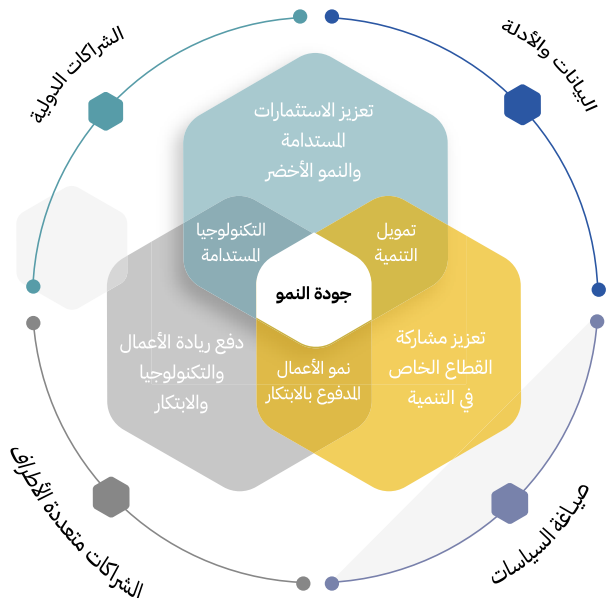 البيانات والأدلة
الشراكات الدولية
تعزيز الاستثمارات
المستدامة
والنمو الأخضر
تمويل
التنمية
التكنولوجيا
المستدامة
جودة النمو
تعزيز مشاركة
القطاع الخاص
في التنمية
نمو الأعمال
المدفوع بالابتكار
دفع ريادة الأعمال
والتكنولوجيا
والابتكار
صياغة السياسات
الشراكات متعددة الأطراف